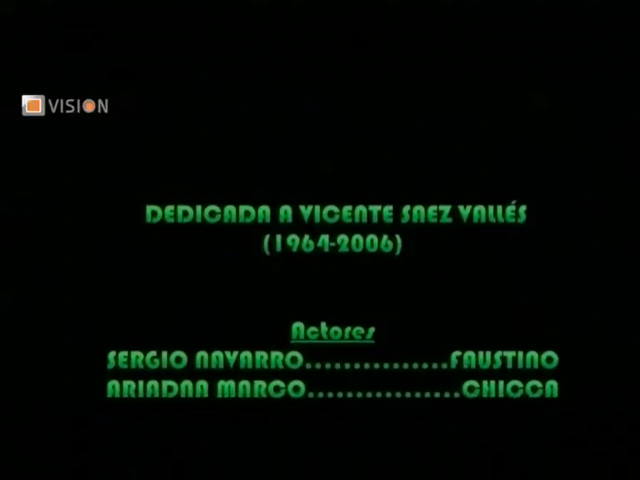 VISION
DEDICADA A VICENTE SAEZ VALLÉS
(1964-2006)
Actores
SERGIO NAVARRO...............FAUSTINO
ARIADNA MARCO................CHICCA